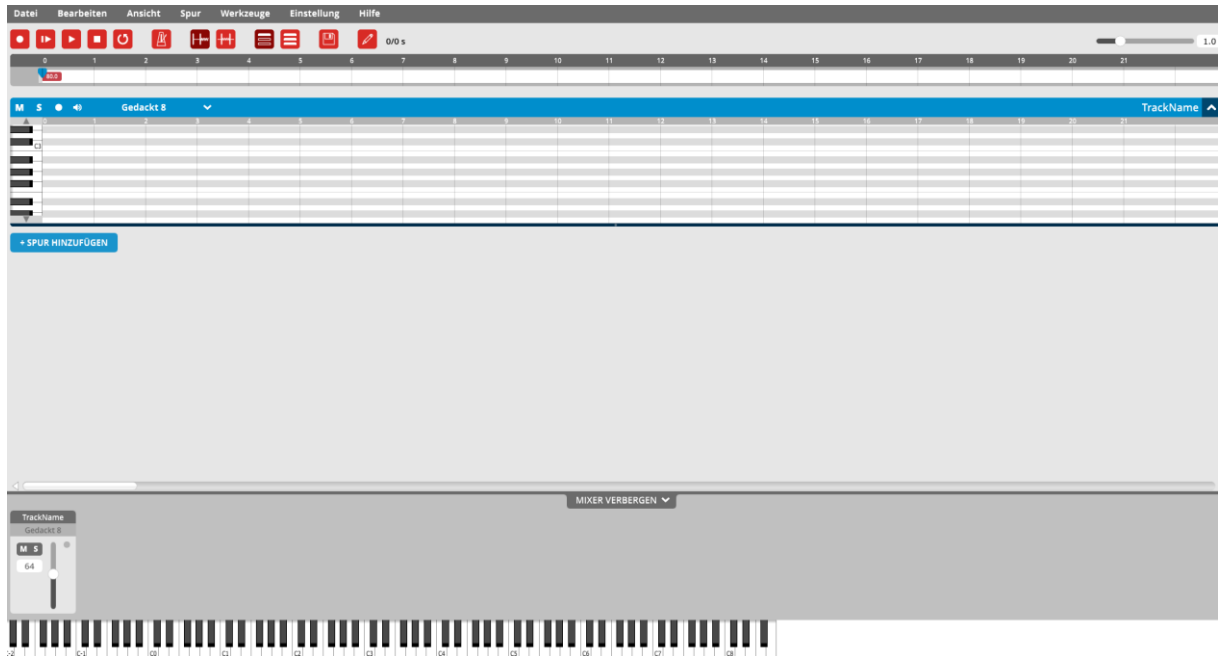 Datei Bearbeiten Ansicht Spur Werkzeuge Einstellung Hilfe
0/0 s 1.0
0 1 2 3 4 5 6 7 8 9 10 11 12 13 14 15 16 17 18 19 20 21
80.0
M S Gedackt 8 TrackName
0 1 2 3 4 5 6 7 8 9 10 11 12 13 14 15 16 17 18 19 20 21
C3
+ SPUR HINZUFÜGEN
MIXER VERBERGEN
TrackName
Gedackt 8
M S
64
C-2 C-1 C0 C1 C2 C3 C4 C5 C6 C7 C8